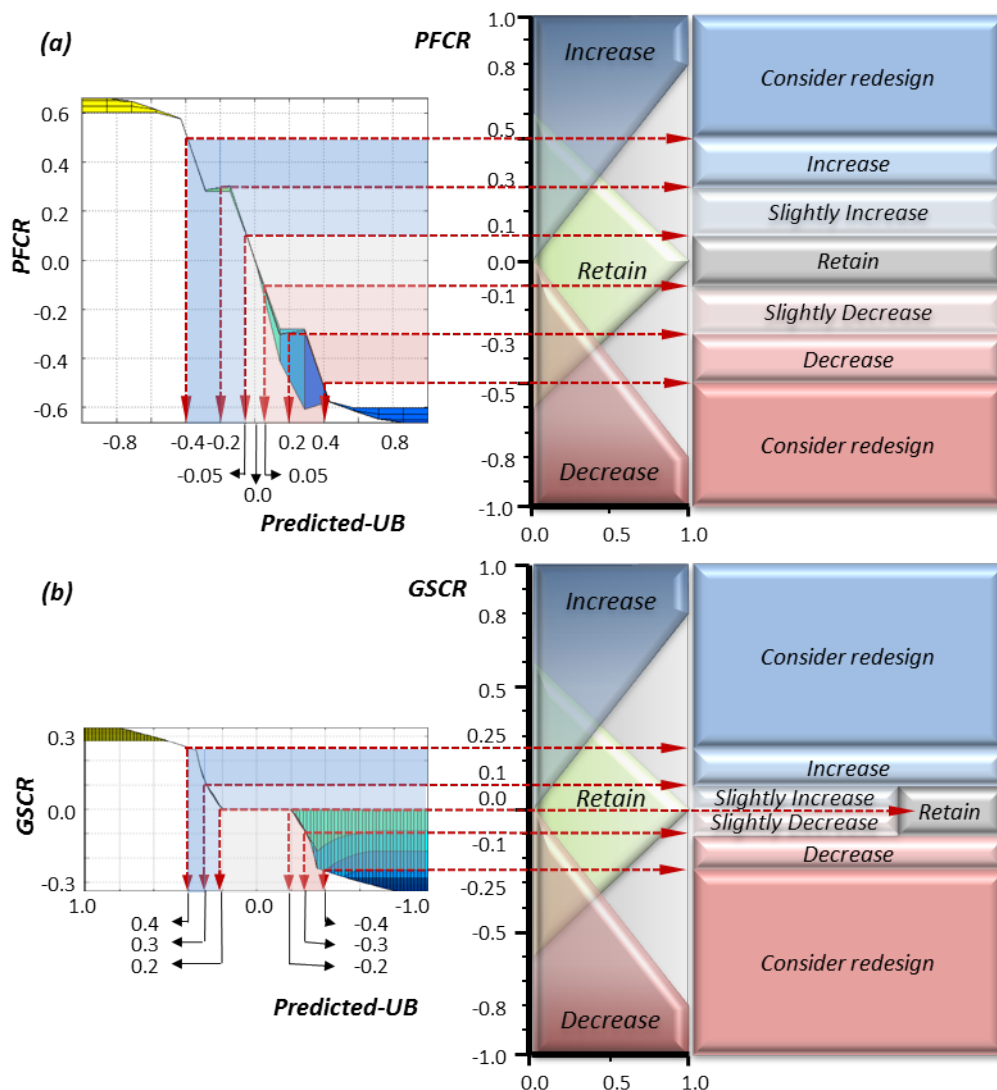 (a)
PFCR
0.6
0.4
0.2
0.0
-0.2
-0.4
-0.6
PFCR
-0.8
-0.4
-0.2
0.2
0.4
0.8
-0.05
0.05
0.0
Predicted-UB
1.0
0.8
0.5
0.3
0.1
0.0
-0.1
-0.3
-0.5
-0.8
-1.0
0.0
0.5
1.0
Increase
Retain
Decrease
Consider redesign
Increase
Slightly Increase
Retain
Slightly Decrease
Decrease
Consider redesign
(b)
GSCR
0.3
0.0
-0.3
GSCR
1.0
0.0
-1.0
0.4
-0.4
0.3
-0.3
0.2
-0.2
Predicted-UB
1.0
0.8
0.5
0.25
0.1
0.0
-0.1
-0.25
-0.5
-0.8
-1.0
0.0
0.5
1.0
Increase
Retain
Decrease
Consider redesign
Increase
Slightly Increase
Retain
Slightly Decrease
Decrease
Consider redesign